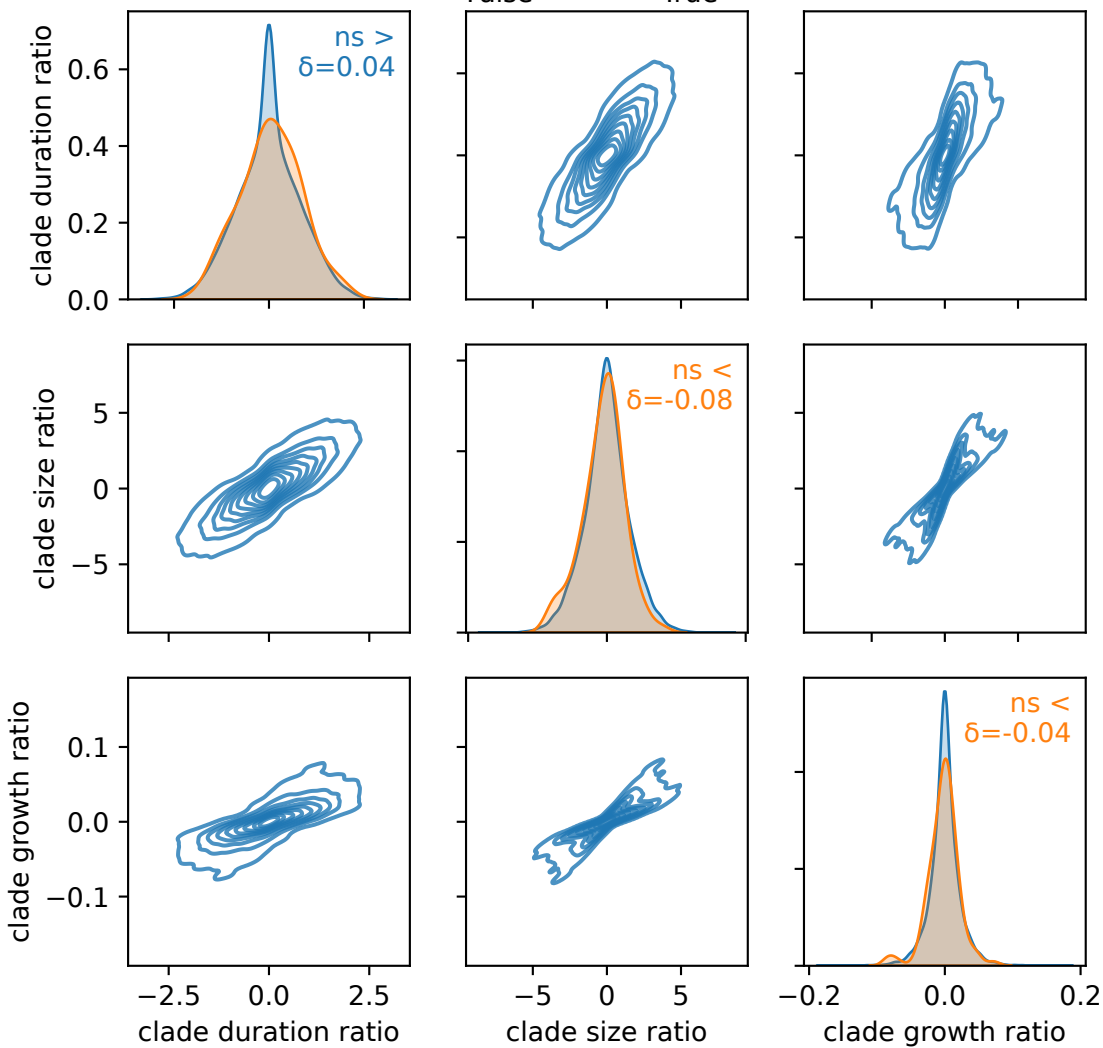 clade duration ratio
0.6
0.4
0.2
0.0
ns >
δ=0.04
clade size ratio
5
0
−5
ns <
δ=-0.08
clade growth ratio
0.1
0.0
−0.1
ns <
δ=-0.04
−2.5 0.0 2.5
clade duration ratio
−5 0 5
clade size ratio
−0.2 0.0 0.2
clade growth ratio